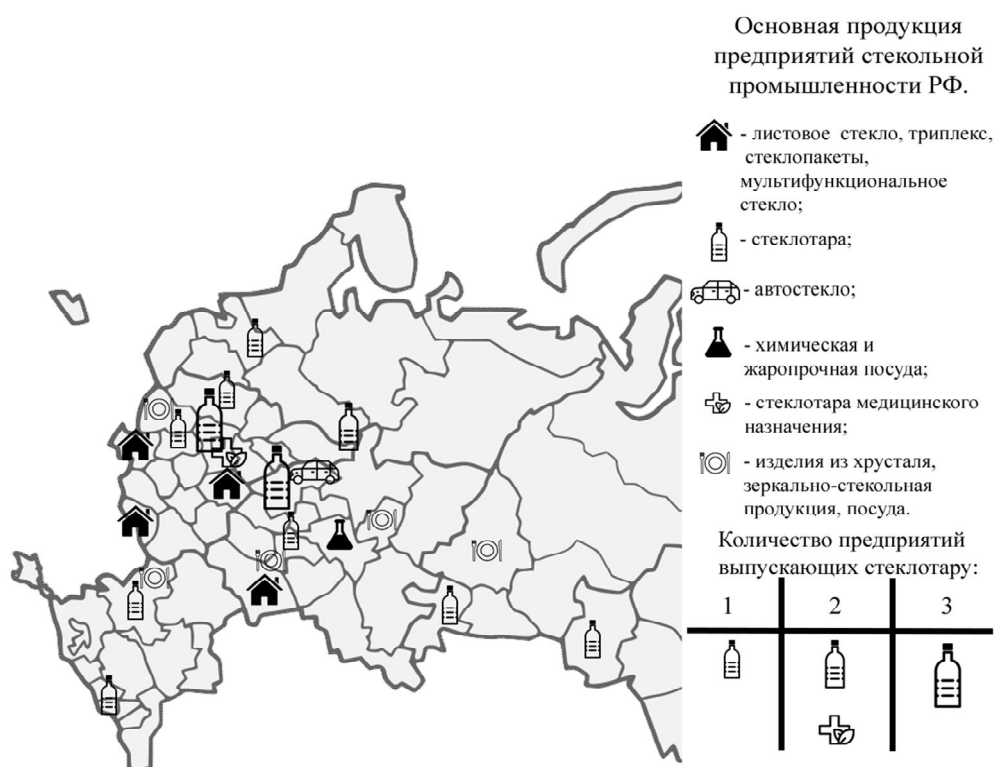 Основная продукция
предприятий стекольной
промышленности РФ.
- листовое стекло, триплекс,
стеклопакеты,
мультифункциональное
стекло;
- стеклотара;
- автостекло;
- химическая и
жаропрочная посуда;
- стеклотара медицинского
назначения;
- изделия из хрусталя,
зеркально-стекольная
продукция, посуда.
Количество предприятий
выпускающих стеклотару:
1 2 3